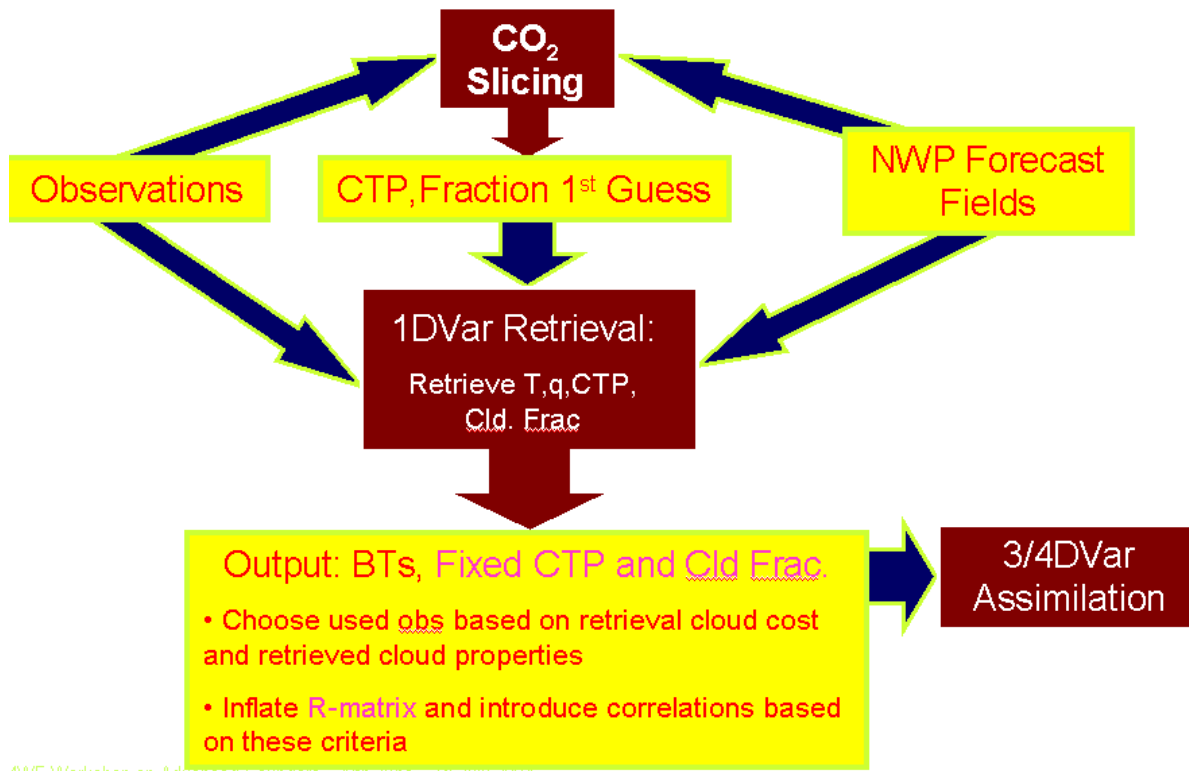 CO₂
Slicing
Observations
CTP,Fraction 1st Guess
NWP Forecast
Fields
1DVar Retrieval:
Retrieve T,q,CTP,
Cld. Frac
Output: BTs, Fixed CTP and Cld Frac.
• Choose used obs based on retrieval cloud cost
and retrieved cloud properties
• Inflate R-matrix and introduce correlations based
on these criteria
3/4DVar
Assimilation